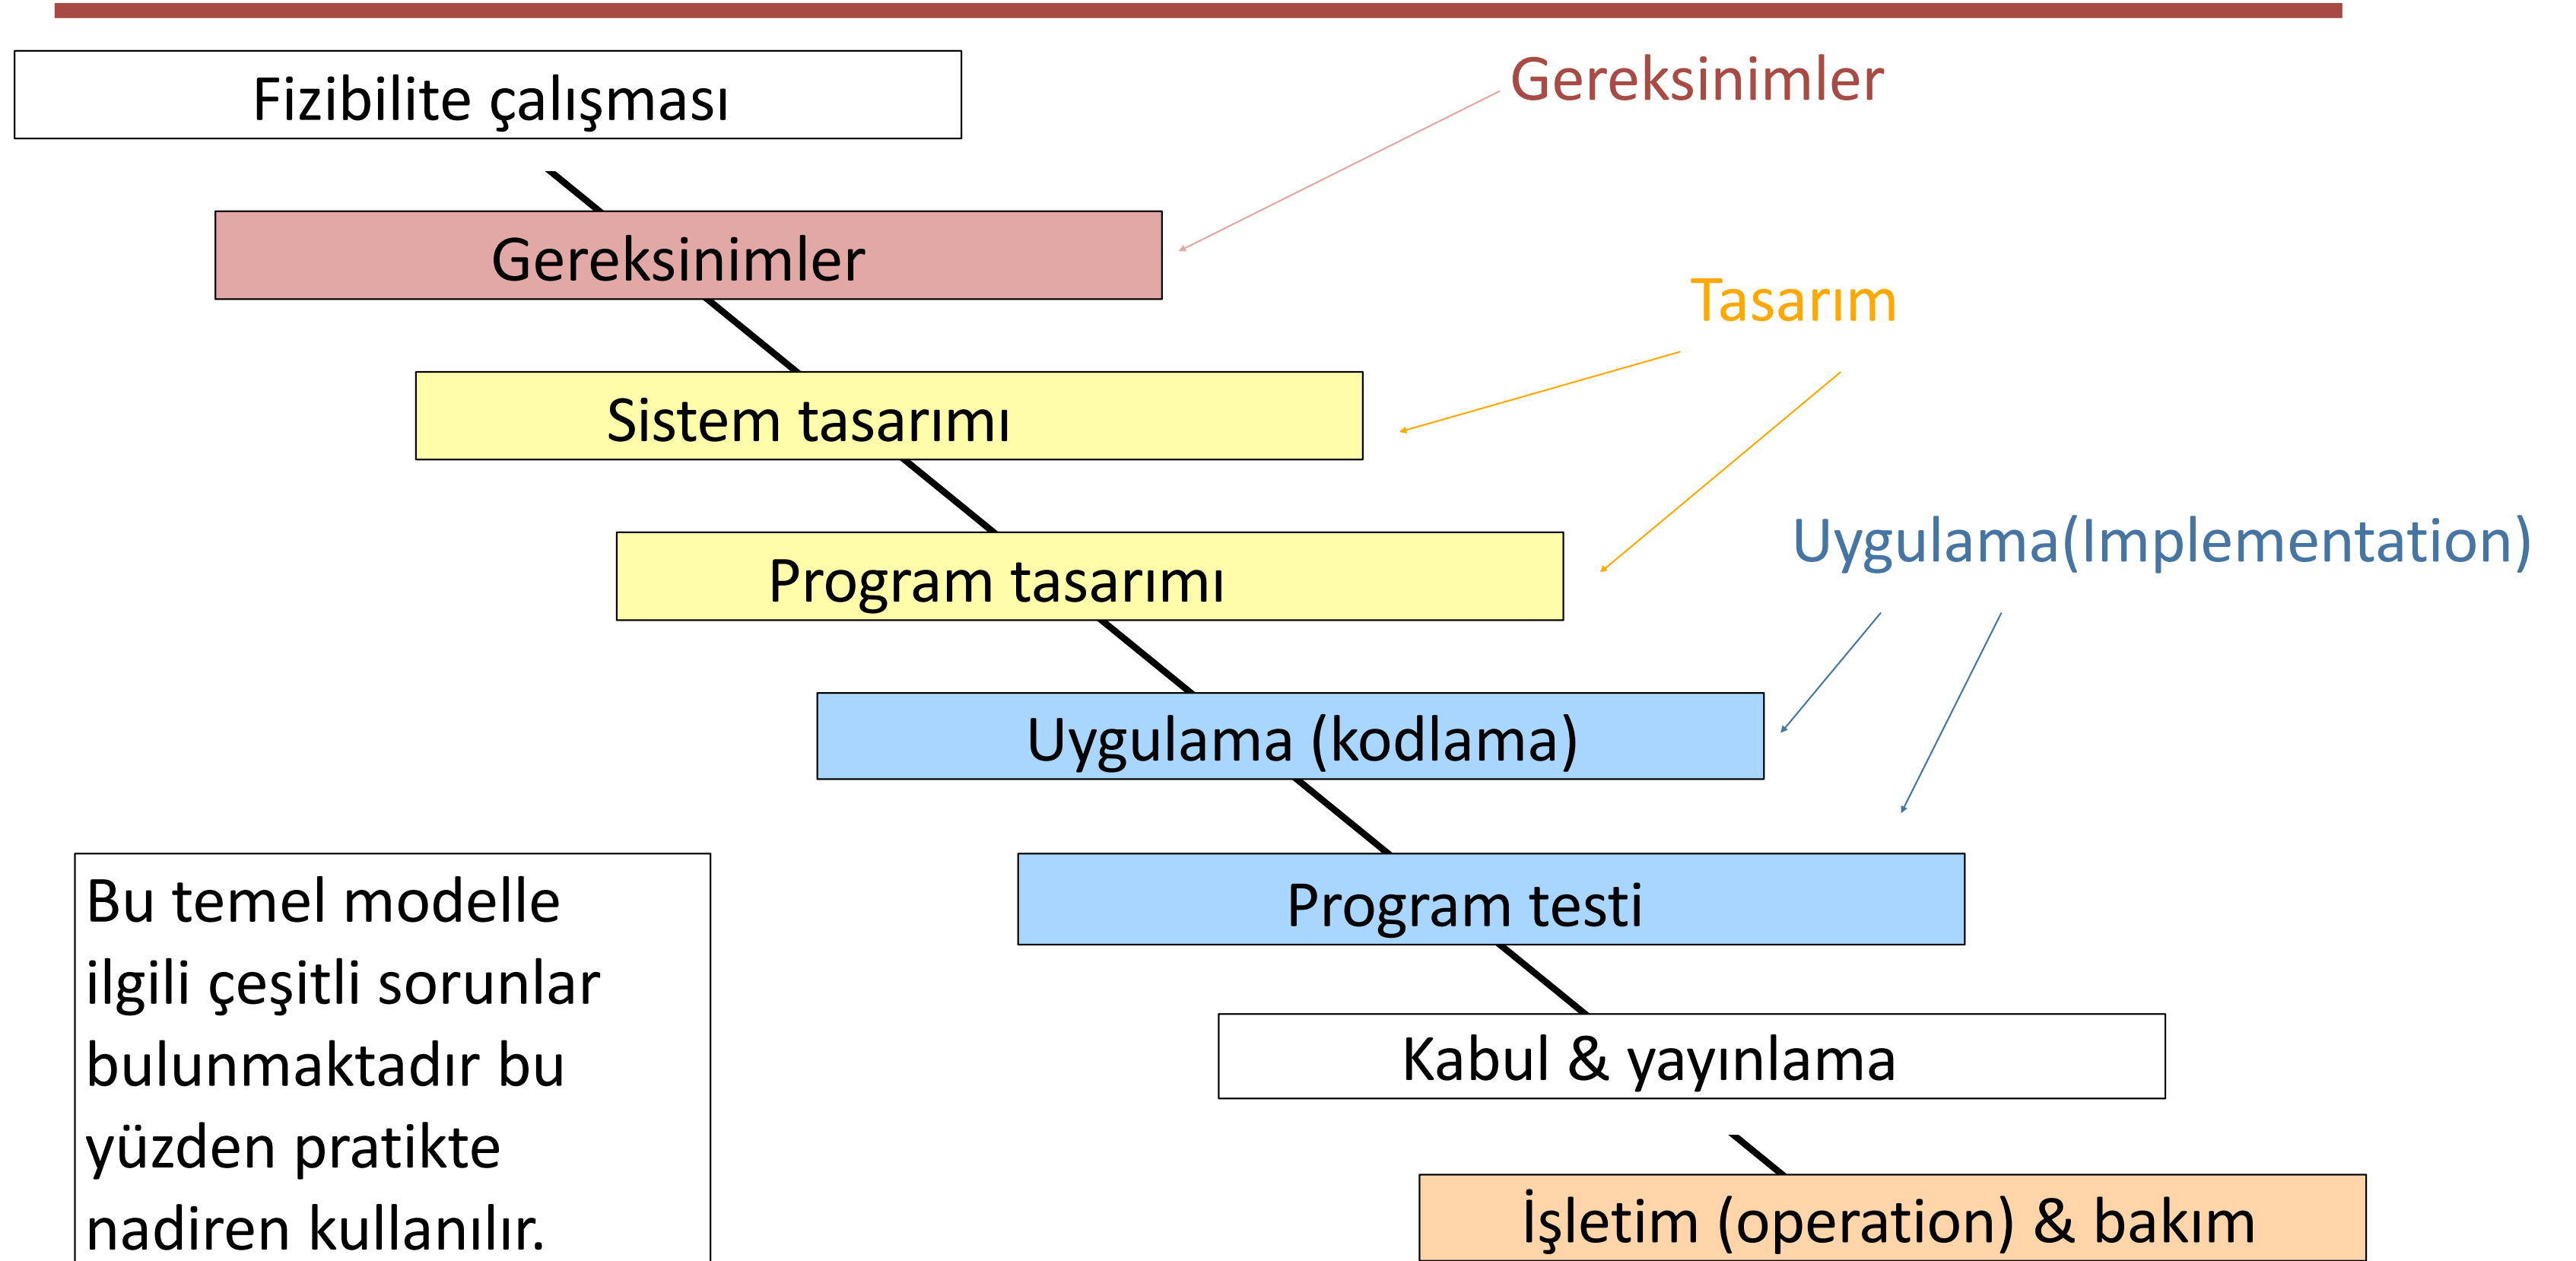 Fizibilite çalışması
Gereksinimler
Gereksinimler
Tasarım
Sistem tasarımı
Uygulama(Implementation)
Program tasarımı
Uygulama (kodlama)
Program testi
Bu temel modelle
ilgili çeşitli sorunlar
bulunmaktadır bu
yüzden pratikte
nadiren kullanılır.
Kabul & yayınlama
İşletim (operation) & bakım